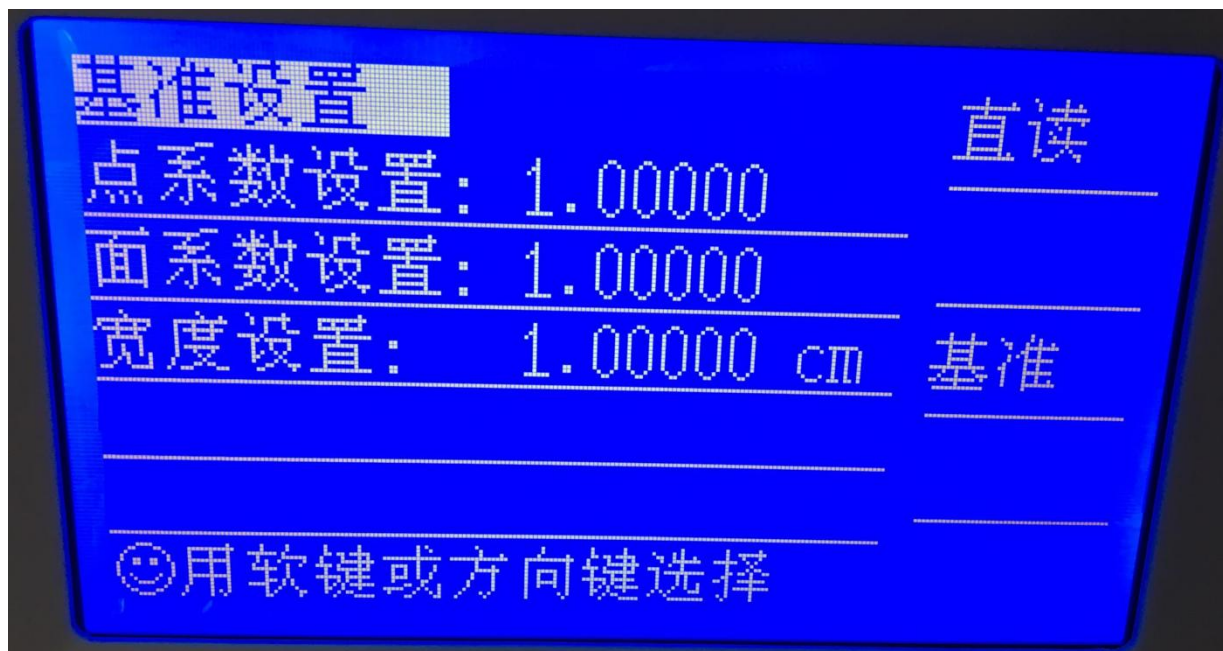 基准设置
直读
点系数设置: 1.00000
面系数设置: 1.00000
宽度设置: 1.00000 cm
基准
☺用软键或方向键选择